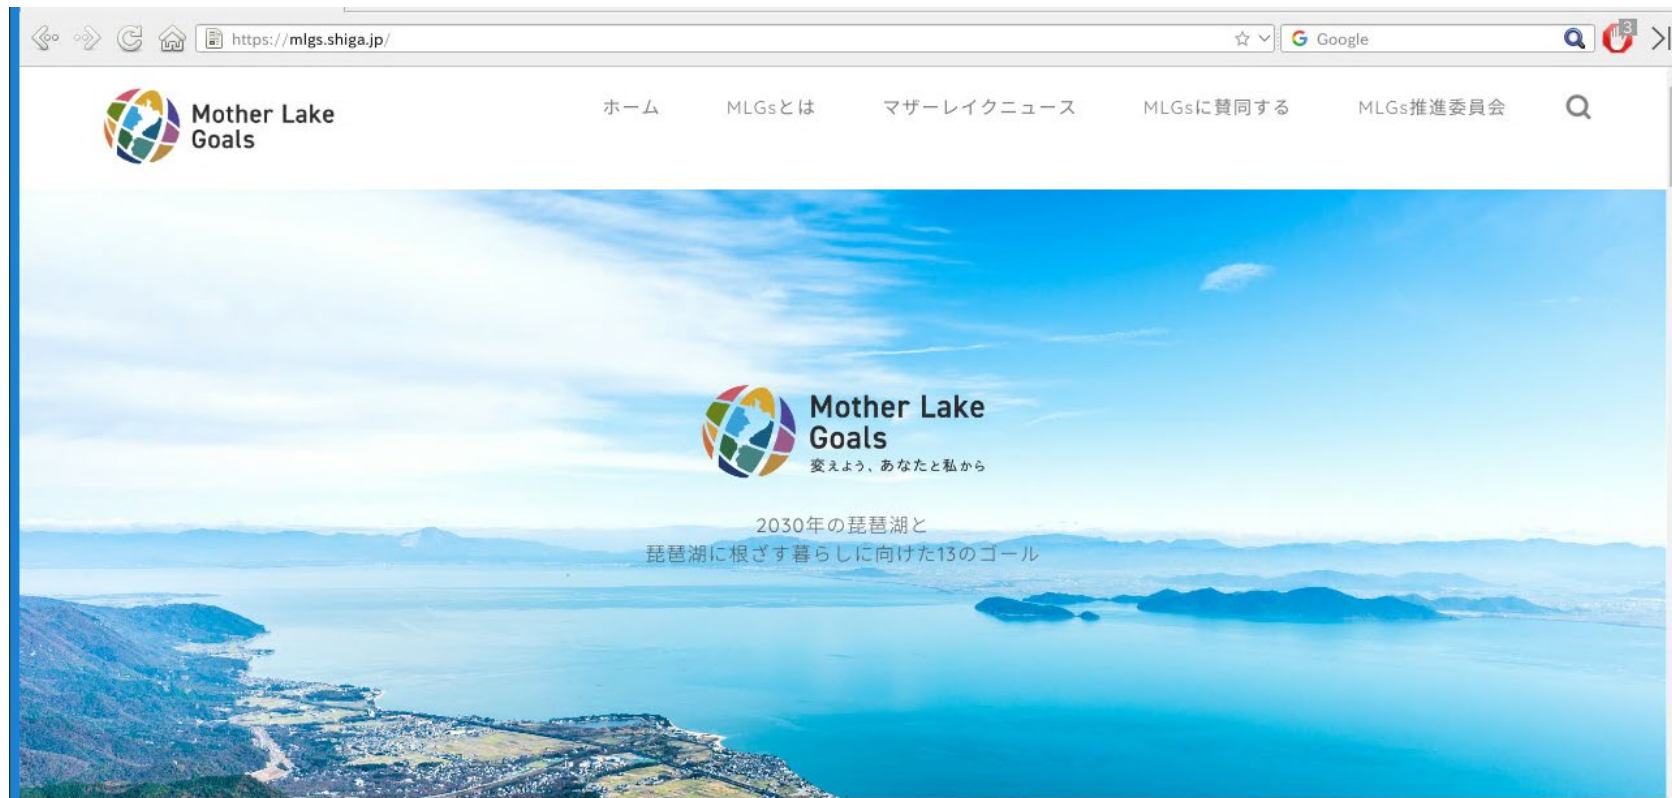 https://mlgs.shiga.jp/
Google
3
Mother Lake
Goals
ホーム
MLGsとは
マザーレイクニュース
MLGsに賛同する
MLGs推進委員会
Mother Lake
Goals
変えよう、あなたと私から
2030年の琵琶湖と
琵琶湖に根ざす暮らしに向けた13のゴール